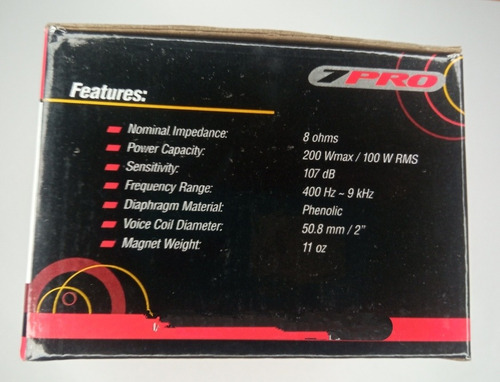 7PRO
Features:
Nominal Impedance: 8 ohms
Power Capacity: 200 Wmax / 100 W RMS
Sensitivity: 107 dB
Frequency Range: 400 Hz ~ 9 kHz
Diaphragm Material: Phenolic
Voice Coil Diameter: 50.8 mm / 2"
Magnet Weight: 11 oz